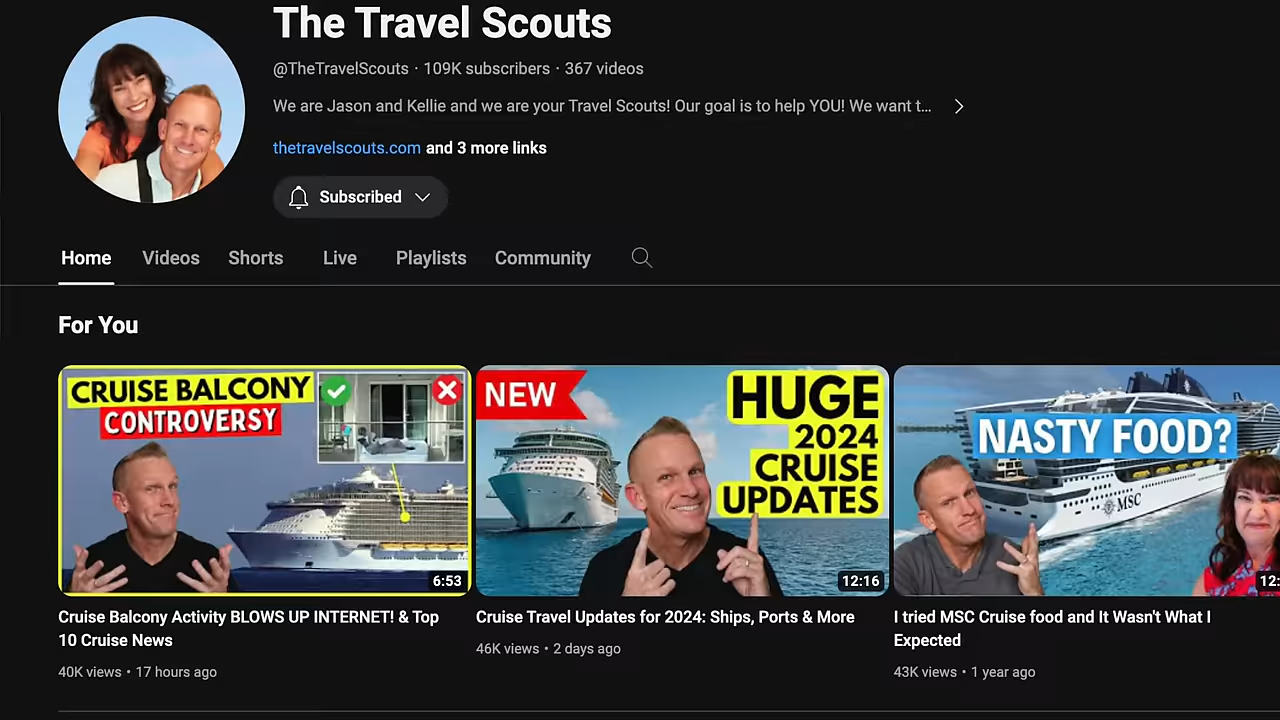 The Travel Scouts
@TheTravelScouts · 109K subscribers · 367 videos
We are Jason and Kellie and we are your Travel Scouts! Our goal is to help YOU! We want t...
thetravelscouts.com and 3 more links
Subscribed
Home Videos Shorts Live Playlists Community
For You
CRUISE BALCONY
CONTROVERSY
6:53
NEW
HUGE
2024
CRUISE
UPDATES
12:16
NASTY FOOD?
MSC
12:
Cruise Balcony Activity BLOWS UP INTERNET! & Top
10 Cruise News
40K views • 17 hours ago
Cruise Travel Updates for 2024: Ships, Ports & More
46K views • 2 days ago
I tried MSC Cruise food and It Wasn't What I
Expected
43K views • 1 year ago